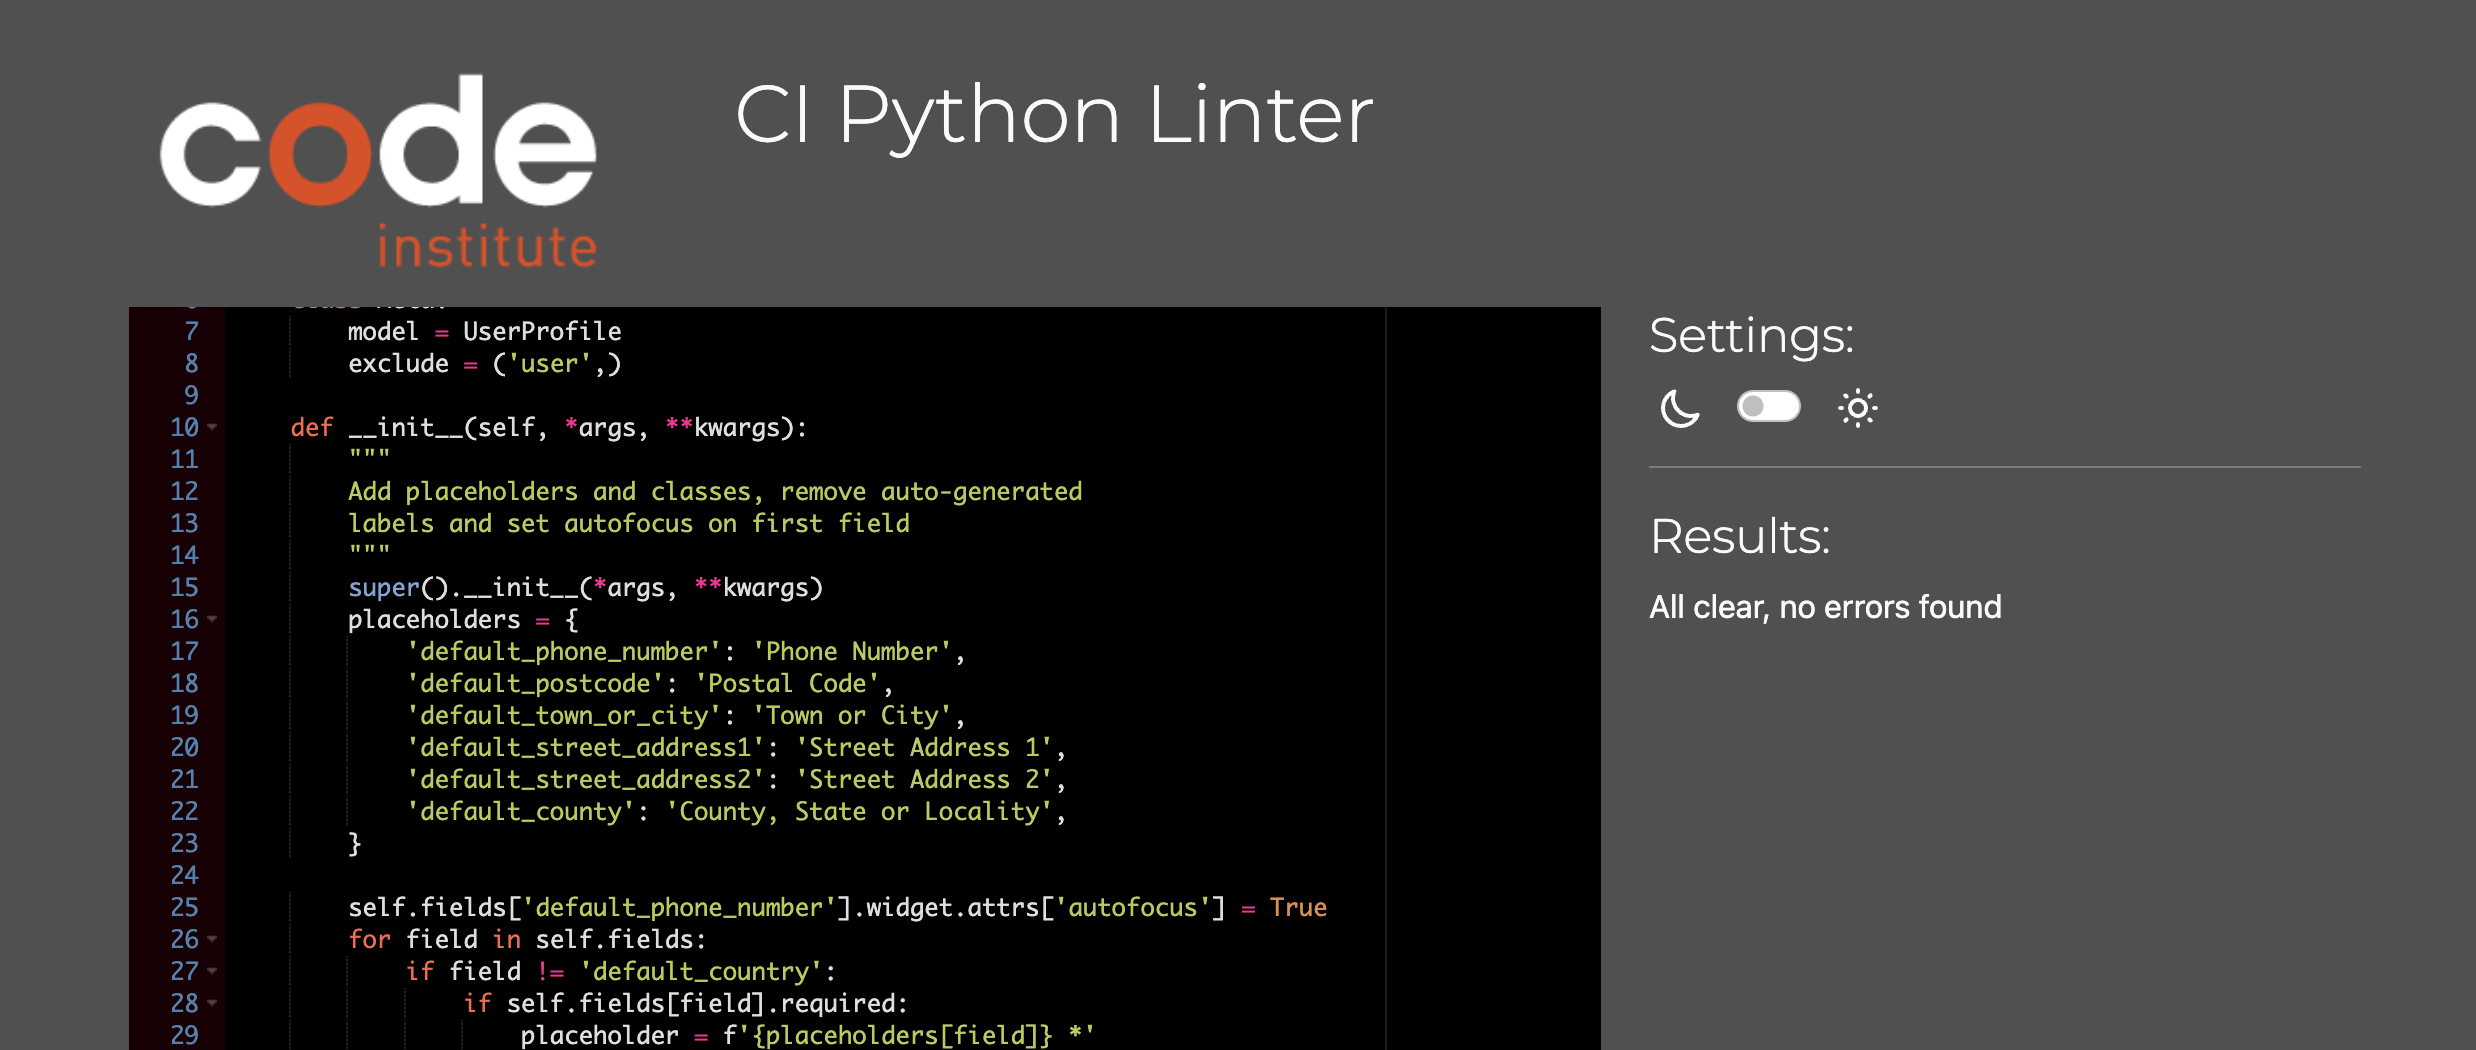 code
institute
CI Python Linter
7 model = UserProfile
8 exclude = ('user',)
9
10 def __init__(self, *args, **kwargs):
11 """
12 Add placeholders and classes, remove auto-generated
13 labels and set autofocus on first field
14 """
15 super().__init__(*args, **kwargs)
16 placeholders = {
17 'default_phone_number': 'Phone Number',
18 'default_postcode': 'Postal Code',
19 'default_town_or_city': 'Town or City',
20 'default_street_address1': 'Street Address 1',
21 'default_street_address2': 'Street Address 2',
22 'default_county': 'County, State or Locality',
23 }
24
25 self.fields['default_phone_number'].widget.attrs['autofocus'] = True
26 for field in self.fields:
27 if field != 'default_country':
28 if self.fields[field].required:
29 placeholder = f'{placeholders[field]} *'
Settings:
Results:
All clear, no errors found